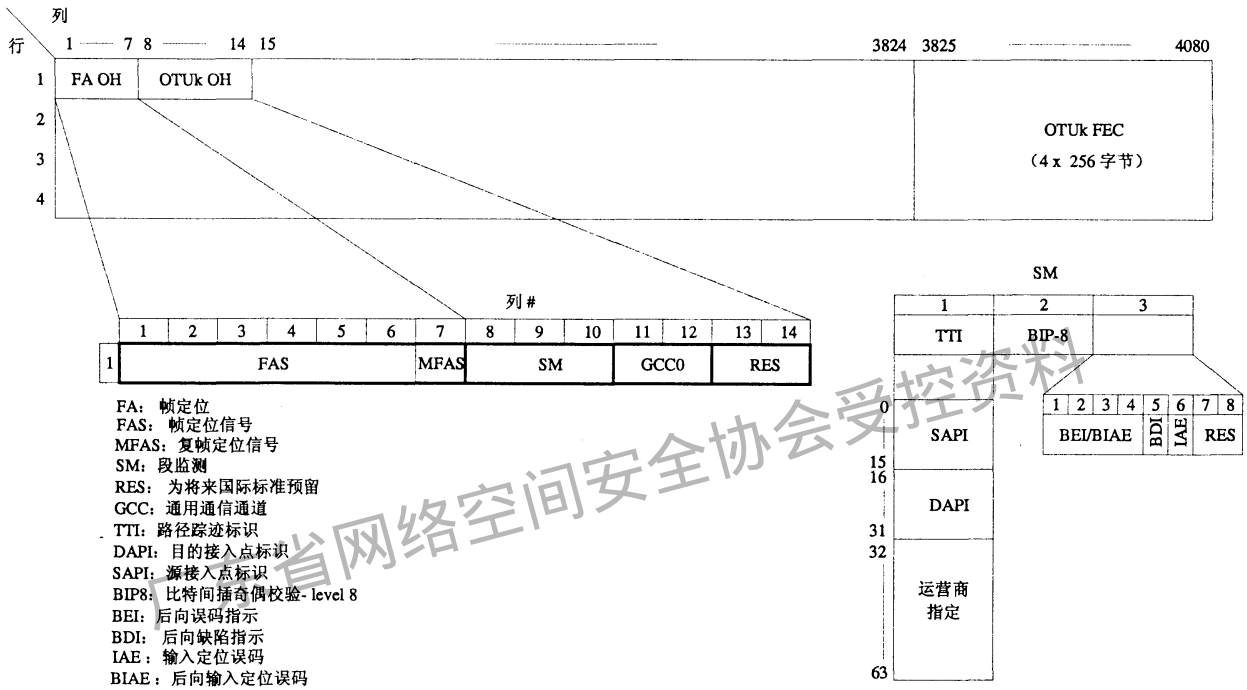 列
行
1 7 8 14 15 3824 3825 4080
1 FA OH OTUk OH
2
3
4
OTUk FEC
（4 x 256 字节）
列 #
1 2 3 4 5 6 7 8 9 10 11 12 13 14
1 FAS MFAS SM GCC0 RES
FA： 帧定位
FAS： 帧定位信号
MFAS：复帧定位信号
SM：段监测
RES： 为将来国际标准预留
GCC：通用通信通道
TTI：路径踪迹标识
DAPI：目的接入点标识
SAPI：源接入点标识
BIP8：比特间插奇偶校验- level 8
BEI：后向误码指示
BDI： 后向缺陷指示
IAE： 输入定位误码
BIAE：后向输入定位误码
SM
1 2 3
TTI BIP-8
0
SAPI
15
16
DAPI
31
32
运营商
指定
63
1 2 3 4 5 6 7 8
BEI/BIAE BDI IAE RES
广东省网络空间安全协会受控资料